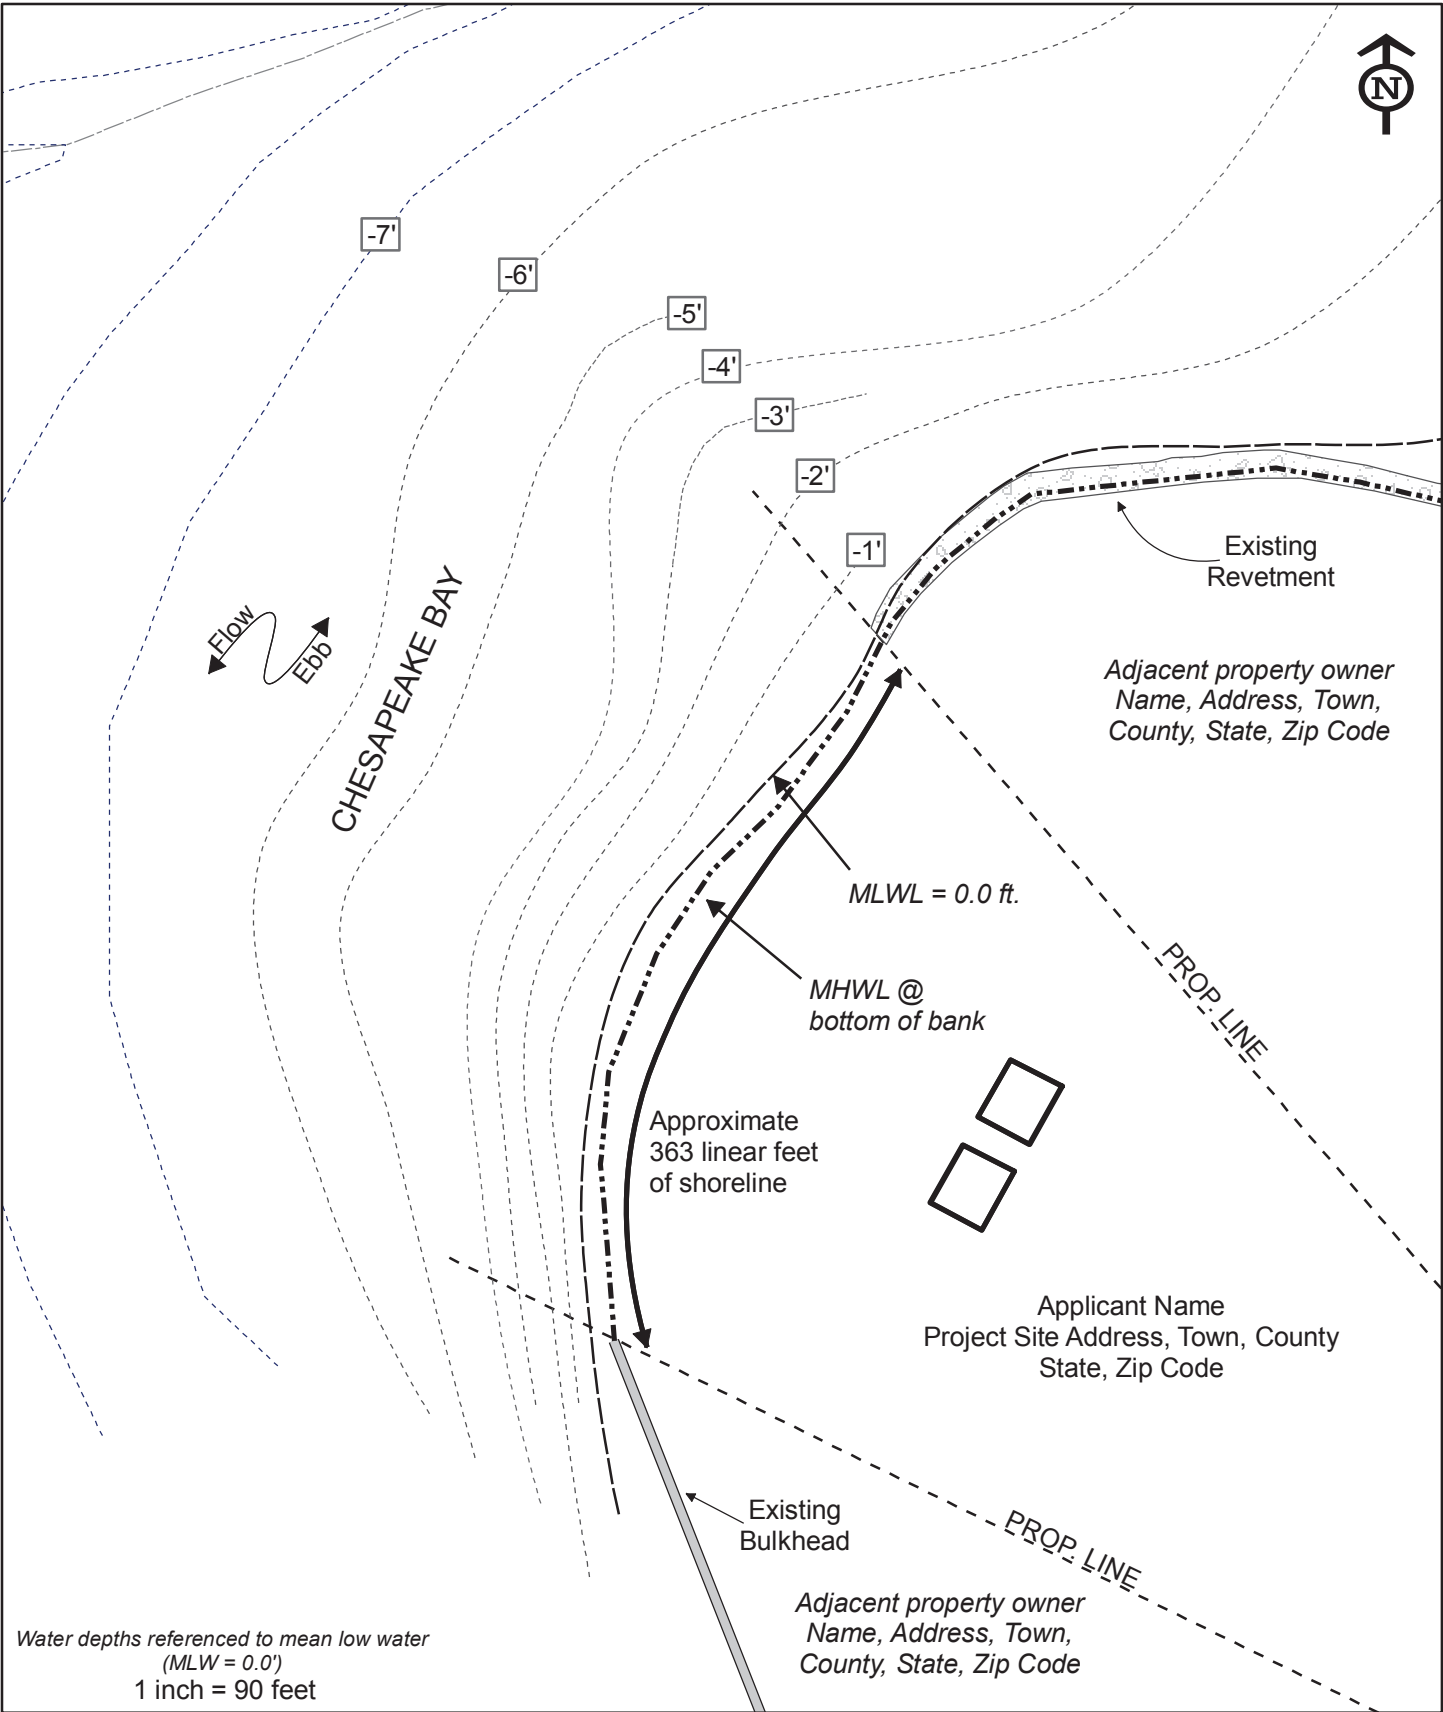 N
-7'
-6'
-5'
-4'
-3'
-2'
-1'
Existing
Revetment
Flow
Ebb
CHESAPEAKE BAY
Adjacent property owner
Name, Address, Town,
County, State, Zip Code
MLWL = 0.0 ft.
MHWL @
bottom of bank
PROP. LINE
Approximate
363 linear feet
of shoreline
Applicant Name
Project Site Address, Town, County
State, Zip Code
Existing
Bulkhead
PROP. LINE
Adjacent property owner
Name, Address, Town,
County, State, Zip Code
Water depths referenced to mean low water
(MLW = 0.0')
1 inch = 90 feet